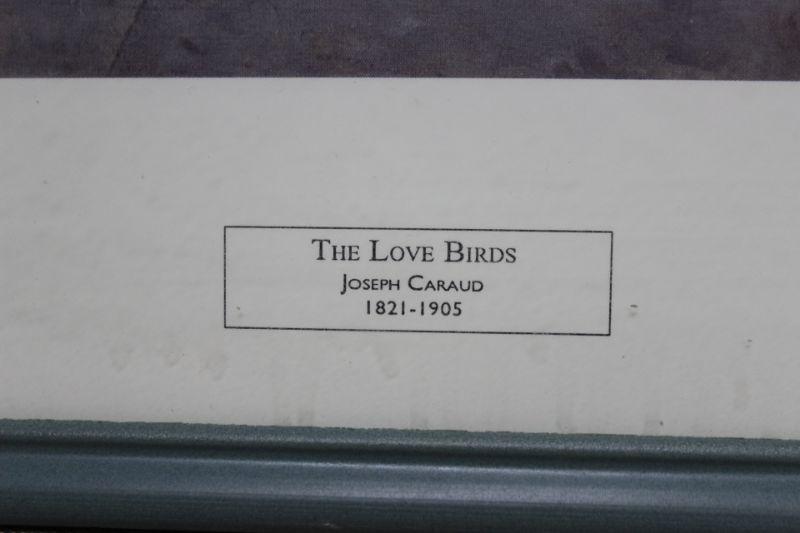 The Love Birds
Joseph Caraud
1821-1905